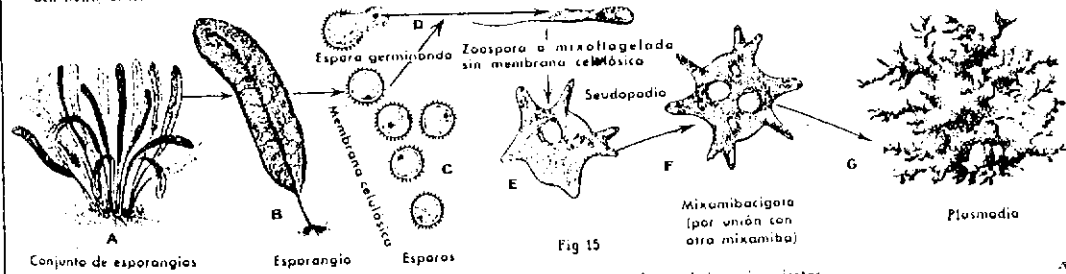 D
Espora germinando
Zoospora o mixoflagelada
sin membrana celulósica
Seudopodio
Membrana celulósica
C
B
A
E
F
G
Mixamibacigota
(por unión con
otra mixamiba)
Plasmodio
Fig 15
Conjunto de esporangios
Esporangio
Esporas